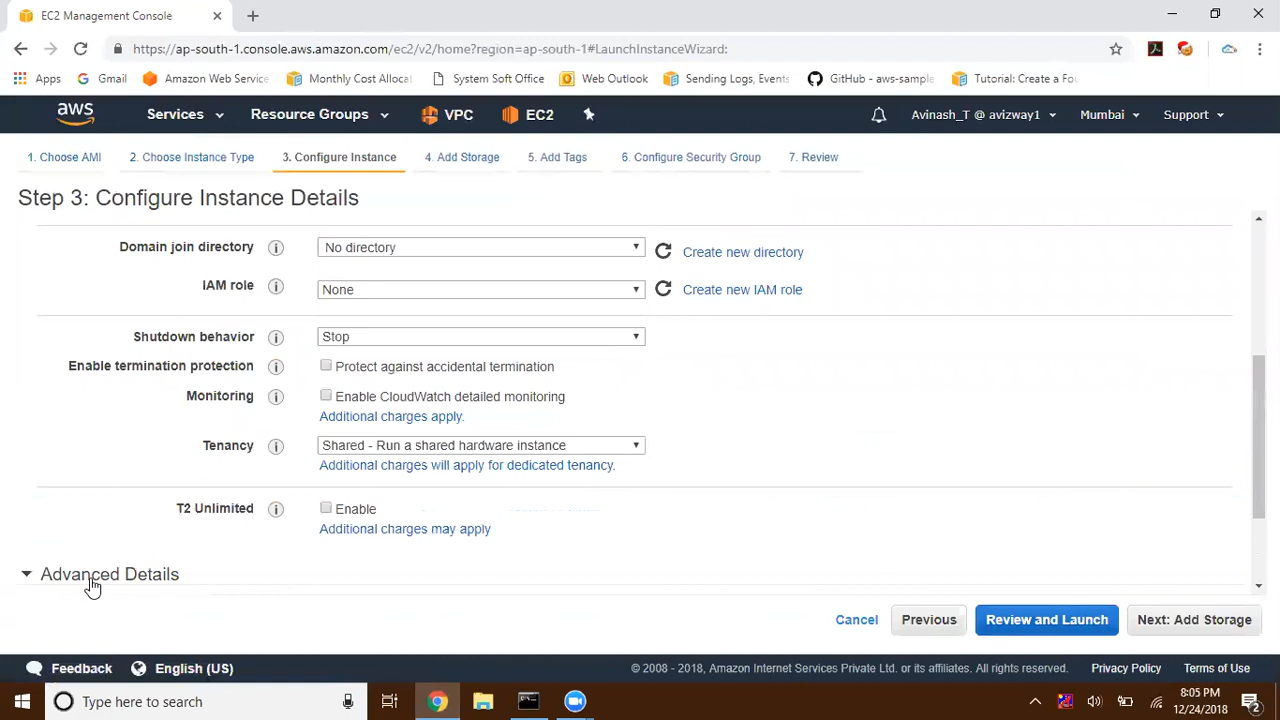 EC2 Management Console
https://ap-south-1.console.aws.amazon.com/ec2/v2/home?region=ap-south-1#LaunchInstanceWizard:
Apps Gmail Amazon Web Service Monthly Cost Allocat System Soft Office Web Outlook Sending Logs, Events GitHub - aws-sample Tutorial: Create a Fou
aws Services Resource Groups VPC EC2 Avinash_T @ avizway1 Mumbai Support
1. Choose AMI 2. Choose Instance Type 3. Configure Instance 4. Add Storage 5. Add Tags 6. Configure Security Group 7. Review
Step 3: Configure Instance Details
Domain join directory i No directory Create new directory
IAM role i None Create new IAM role
Shutdown behavior i Stop
Enable termination protection i Protect against accidental termination
Monitoring i Enable CloudWatch detailed monitoring
Additional charges apply.
Tenancy i Shared - Run a shared hardware instance
Additional charges will apply for dedicated tenancy.
T2 Unlimited i Enable
Additional charges may apply
Advanced Details
Cancel Previous Review and Launch Next: Add Storage
Feedback English (US) © 2008 - 2018, Amazon Internet Services Private Ltd. or its affiliates. All rights reserved. Privacy Policy Terms of Use
Type here to search 8:05 PM
12/24/2018 2